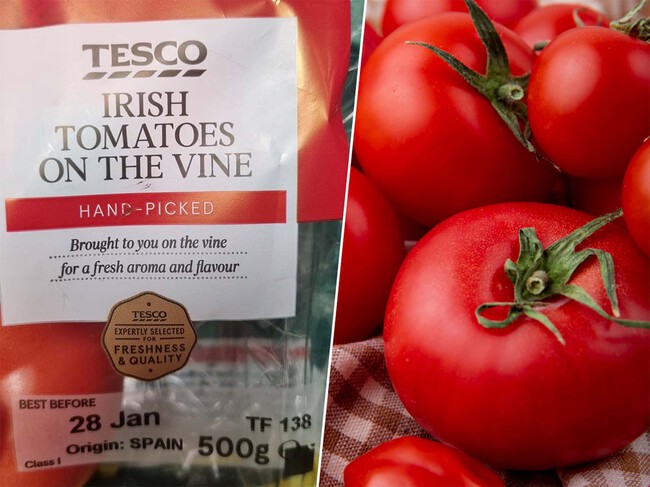 TESCO
IRISH
TOMATOES
ON THE VINE
HAND-PICKED
Brought to you on the vine
for a fresh aroma and flavour
TESCO
EXPERTLY SELECTED
FOR
FRESHNESS
& QUALITY
BEST BEFORE
28 Jan TF 138
Origin: SPAIN 500g e
Class I